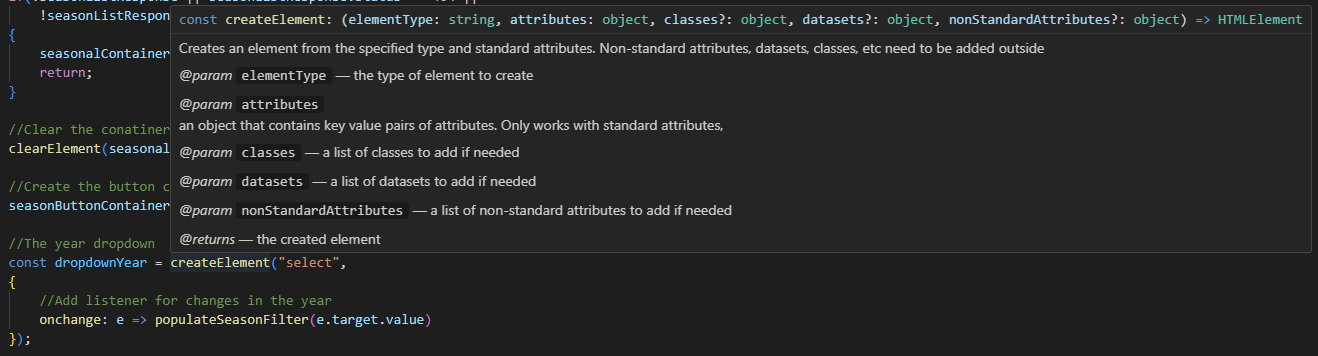 const createElement: (elementType: string, attributes: object, classes?: object, datasets?: object, nonStandardAttributes?: object) => HTMLElement
!seasonListRespon
{
Creates an element from the specified type and standard attributes. Non-standard attributes, datasets, classes, etc need to be added outside
seasonalContainer
return;
@param elementType — the type of element to create
}
@param attributes
an object that contains key value pairs of attributes. Only works with standard attributes,
//Clear the conatiner
clearElement(seasonal
@param classes — a list of classes to add if needed
@param datasets — a list of datasets to add if needed
//Create the button c
seasonButtonContainer
@param nonStandardAttributes — a list of non-standard attributes to add if needed
@returns — the created element
//The year dropdown
const dropdownYear = createElement("select",
{
//Add listener for changes in the year
onchange: e => populateSeasonFilter(e.target.value)
});